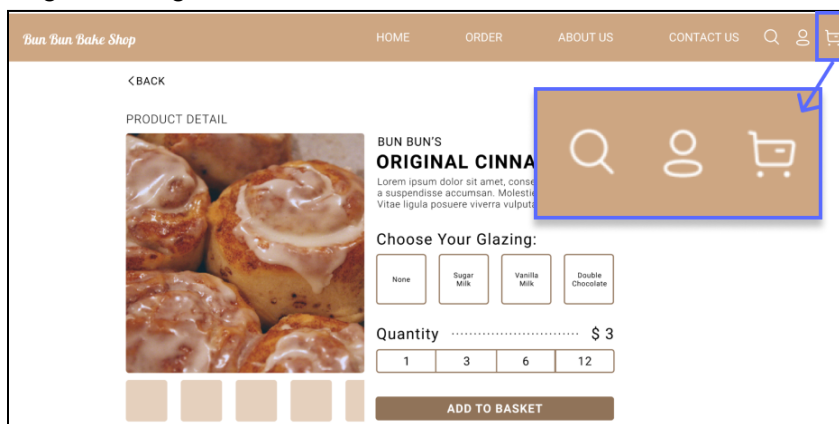 Bun Bun Bake Shop
HOME ORDER ABOUT US CONTACT US
<BACK
PRODUCT DETAIL
BUN BUN'S
ORIGINAL CINNA
Lorem ipsum dolor sit amet, conse
a suspendisse accumsan. Molestie
Vitae ligula posuere viverra vulputa
Choose Your Glazing:
None
Sugar
Milk
Vanilla
Milk
Double
Chocolate
Quantity $ 3
1 3 6 12
ADD TO BASKET